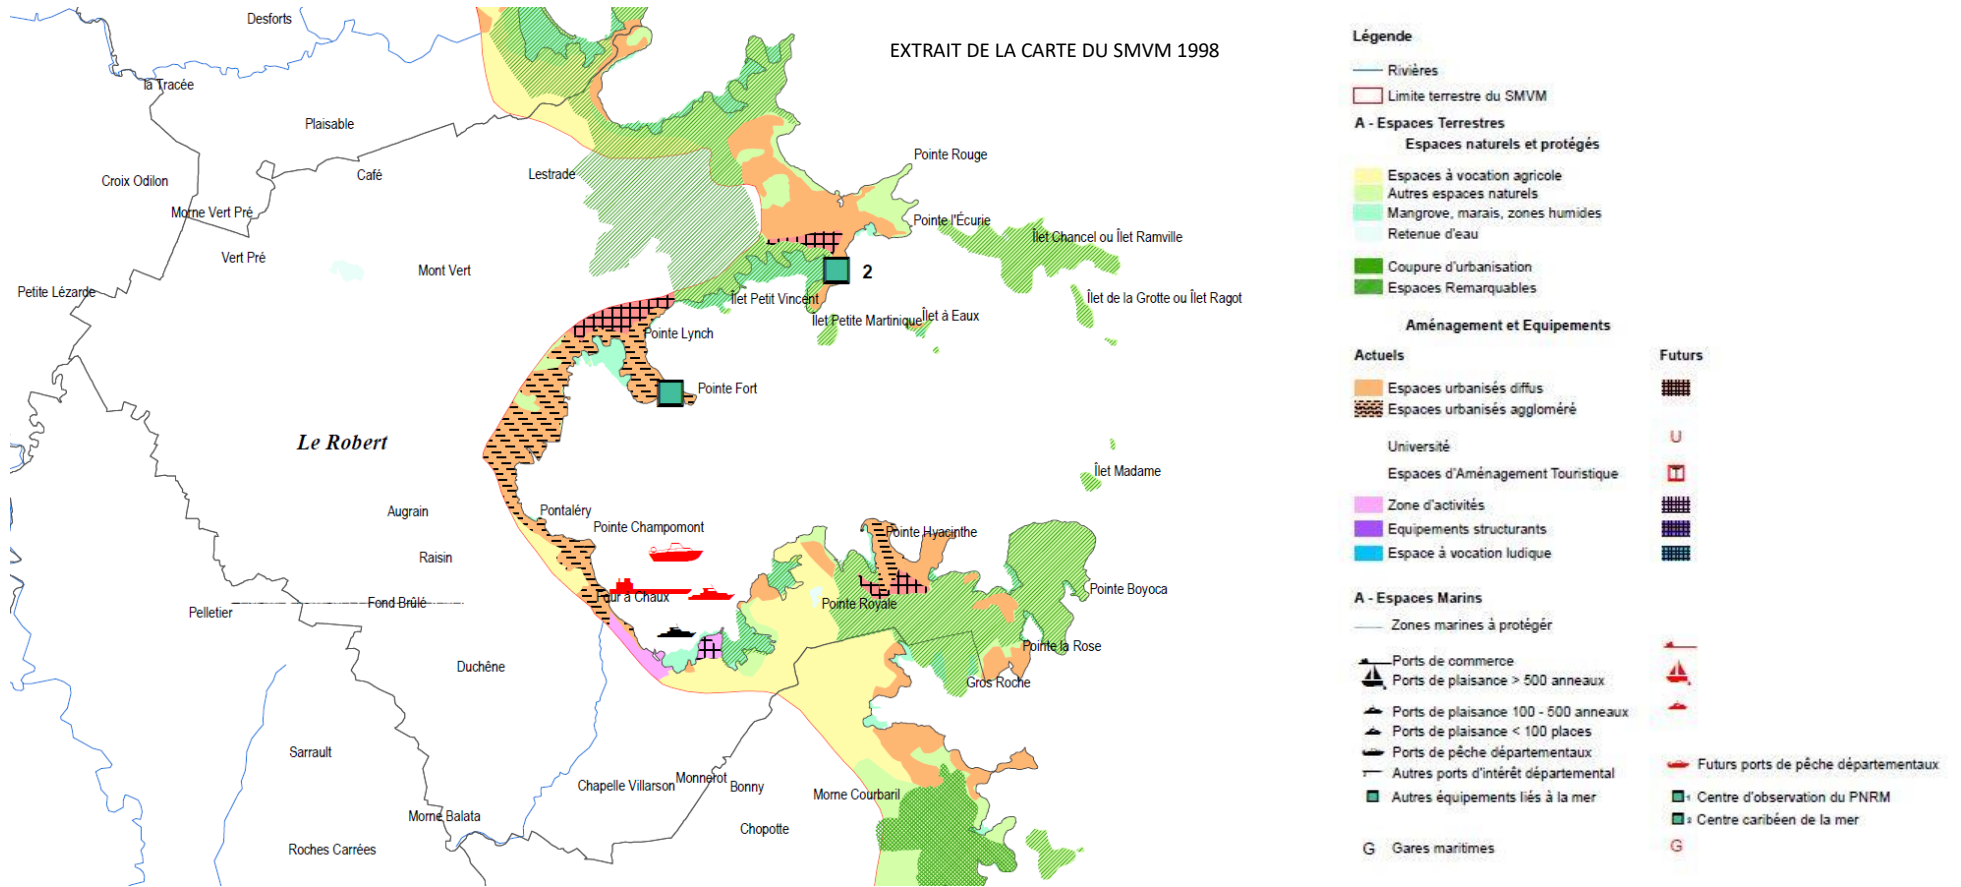 EXTRAIT DE LA CARTE DU SMVM 1998
Desforts
la Tracée
Plaisable
Croix Odilon
Café
Lestrade
Pointe Rouge
Morne Vert Pré
Pointe l'Écurie
Îlet Chancel ou Îlet Ramville
Vert Pré
Mont Vert
2
Petite Lézarde
Îlet Petit Vincent
Îlet de la Grotte ou Îlet Ragot
Îlet Petite Martinique
Îlet à Eaux
Pointe Lynch
Pointe Fort
Le Robert
Îlet Madame
Augrain
Pontaléry
Pointe Champomont
Pointe Hyacinthe
Raisin
Pointe Boyoca
Four à Chaux
Pointe Royale
Fond Brûlé
Pelletier
Pointe la Rose
Duchêne
Gros Roche
Sarrault
Chapelle Villarson
Monnerot
Bonny
Morne Courbaril
Morne Balata
Chopotte
Roches Carrées
Légende
Rivières
Limite terrestre du SMVM
A - Espaces Terrestres
Espaces naturels et protégés
Espaces à vocation agricole
Autres espaces naturels
Mangrove, marais, zones humides
Retenue d'eau
Coupure d'urbanisation
Espaces Remarquables
Aménagement et Equipements
Actuels
Futurs
Espaces urbanisés diffus
Espaces urbanisés aggloméré
Université
U
Espaces d'Aménagement Touristique
Zone d'activités
Equipements structurants
Espace à vocation ludique
A - Espaces Marins
Zones marines à protéger
Ports de commerce
Ports de plaisance > 500 anneaux
Ports de plaisance 100 - 500 anneaux
Ports de plaisance < 100 places
Ports de pêche départementaux
Futurs ports de pêche départementaux
Autres ports d'intérêt départemental
Autres équipements liés à la mer
1 Centre d'observation du PNRM
2 Centre caribéen de la mer
G Gares maritimes
G